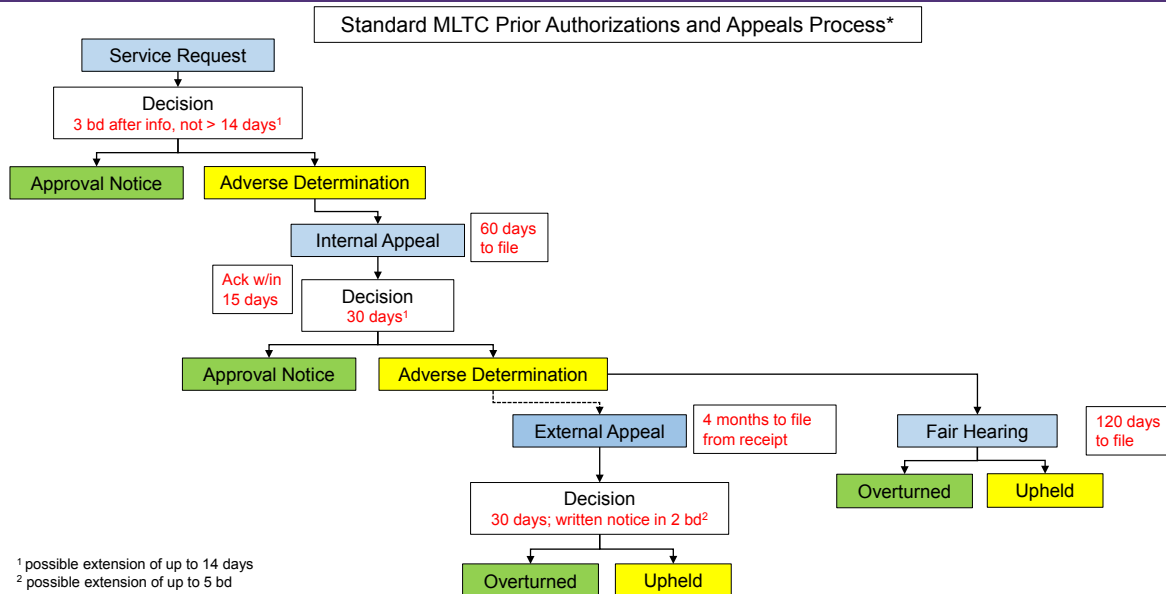 Standard MLTC Prior Authorizations and Appeals Process*
Service Request
Decision
3 bd after info, not > 14 days¹
Approval Notice
Adverse Determination
Internal Appeal
60 days
to file
Ack w/in
15 days
Decision
30 days¹
Approval Notice
Adverse Determination
External Appeal
4 months to file
from receipt
Fair Hearing
120 days
to file
Overturned
Upheld
Decision
30 days; written notice in 2 bd²
Overturned
Upheld
¹ possible extension of up to 14 days
² possible extension of up to 5 bd